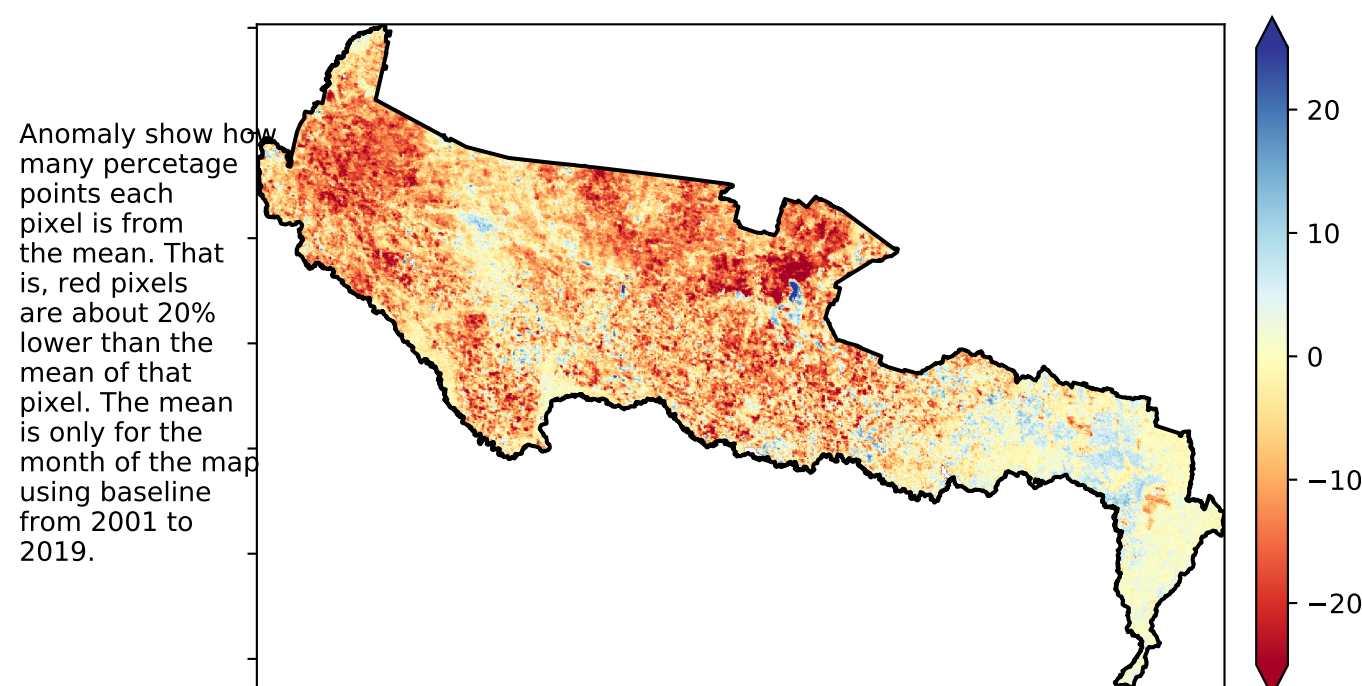 Anomaly show how
many percetage
points each
pixel is from
the mean. That
is, red pixels
are about 20%
lower than the
mean of that
pixel. The mean
is only for the
month of the map
using baseline
from 2001 to
2019.
20
10
0
−10
−20